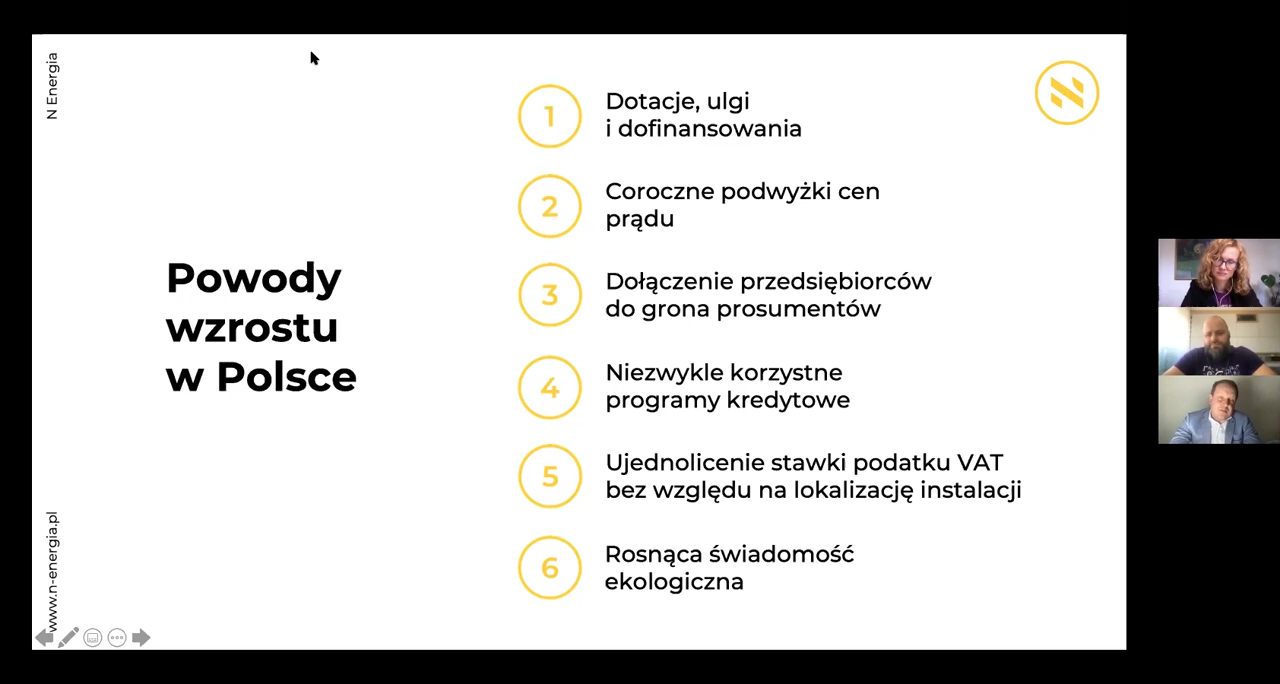 N Energia
Powody
wzrostu
w Polsce
www.n-energia.pl
1
Dotacje, ulgi
i dofinansowania
2
Coroczne podwyżki cen
prądu
3
Dołączenie przedsiębiorców
do grona prosumentów
4
Niezwykle korzystne
programy kredytowe
5
Ujednolicenie stawki podatku VAT
bez względu na lokalizację instalacji
6
Rosnąca świadomość
ekologiczna